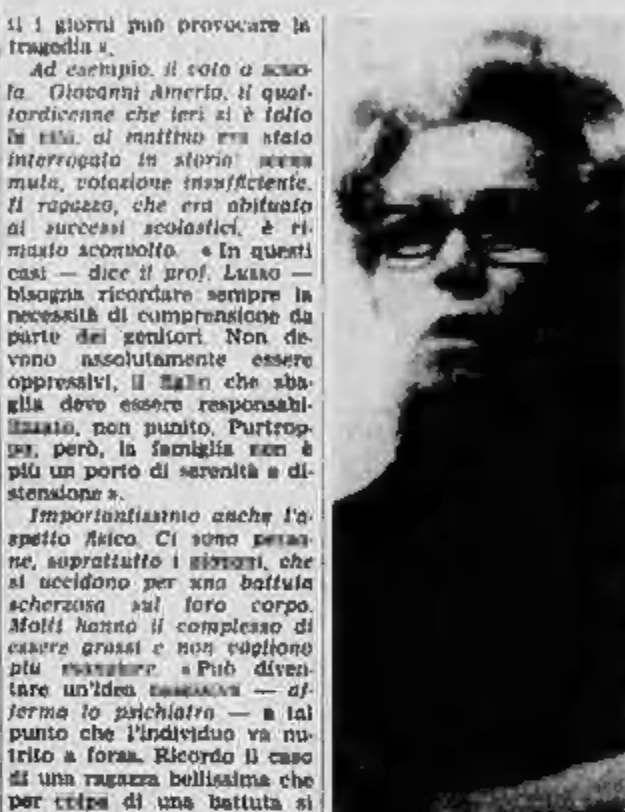 ti i giorni può provocare la
tragedia ».
Ad esempio, il voto a scuo-
la. Giovanni Amerio, il quat-
tordicenne che ieri si è tolto
la vita, al mattino era stato
interrogato in storia: scena
muta, votazione insufficiente.
Il ragazzo, che era abituato
ai successi scolastici, è ri-
masto sconvolto. « In questi
casi — dice il prof. Lusso —
bisogna ricordare sempre la
necessità di comprensione da
parte dei genitori. Non de-
vono assolutamente essere
oppressivi, il figlio che sba-
glia deve essere responsabi-
lizzato, non punito. Purtrop-
po, però, la famiglia non è
più un porto di serenità e di-
stensione ».
Importantissimo anche l'a-
spetto fisico. Ci sono perso-
ne, soprattutto i giovani, che
si uccidono per una battuta
scherzosa sul loro corpo.
Molti hanno il complesso di
essere grassi e non vogliono
più mangiare. « Può diven-
tare un'idea — af-
ferma lo psichiatra — a tal
punto che l'individuo va nu-
trito a forza. Ricordo il caso
di una ragazza bellissima che
per colpa di una battuta si